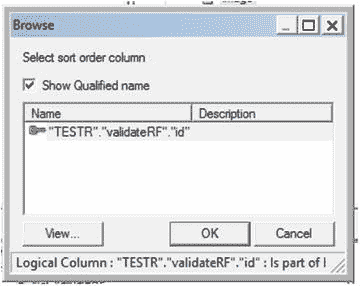 Image
Browse
Select sort order column
Show Qualified name
Name Description
"TESTR"."validateRF"."id"
View... OK Cancel
Logical Column : "TESTR"."validateRF"."id" : Is part of l